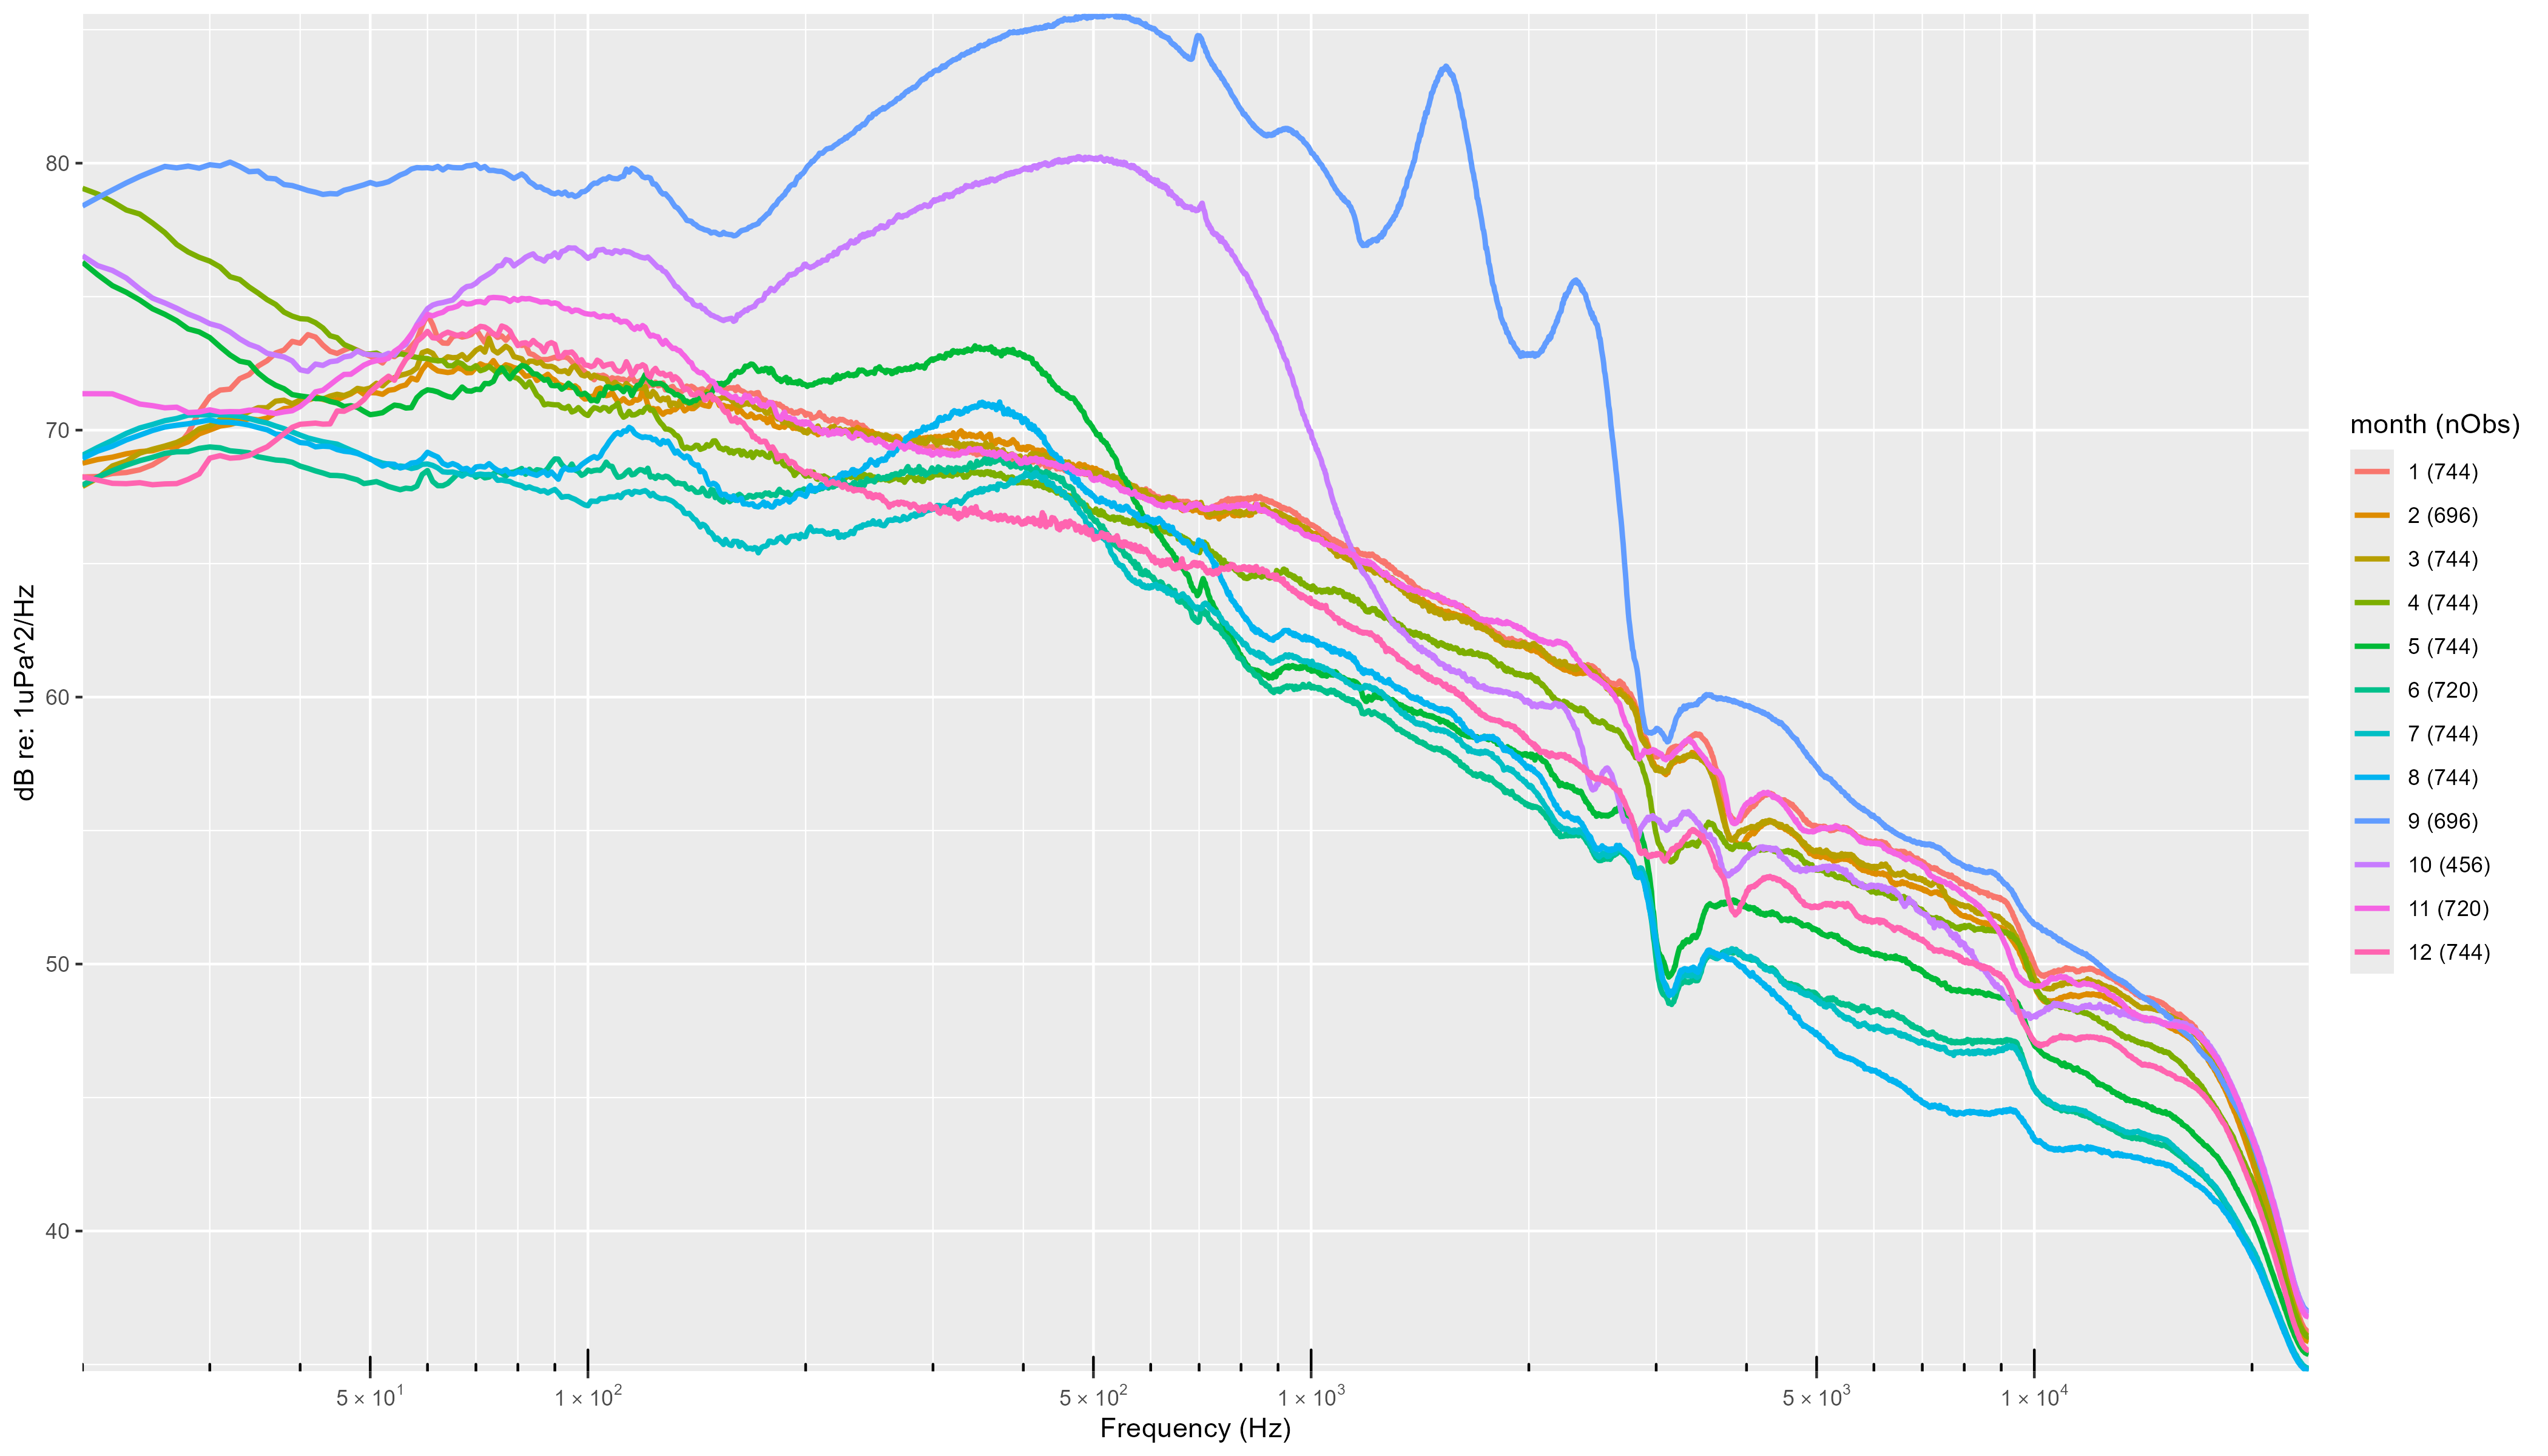 80
70
60
50
40
dB re: 1uPa^2/Hz
5 × 10¹
1 × 10²
5 × 10²
1 × 10³
5 × 10³
1 × 10⁴
Frequency (Hz)
month (nObs)
1 (744)
2 (696)
3 (744)
4 (744)
5 (744)
6 (720)
7 (744)
8 (744)
9 (696)
10 (456)
11 (720)
12 (744)